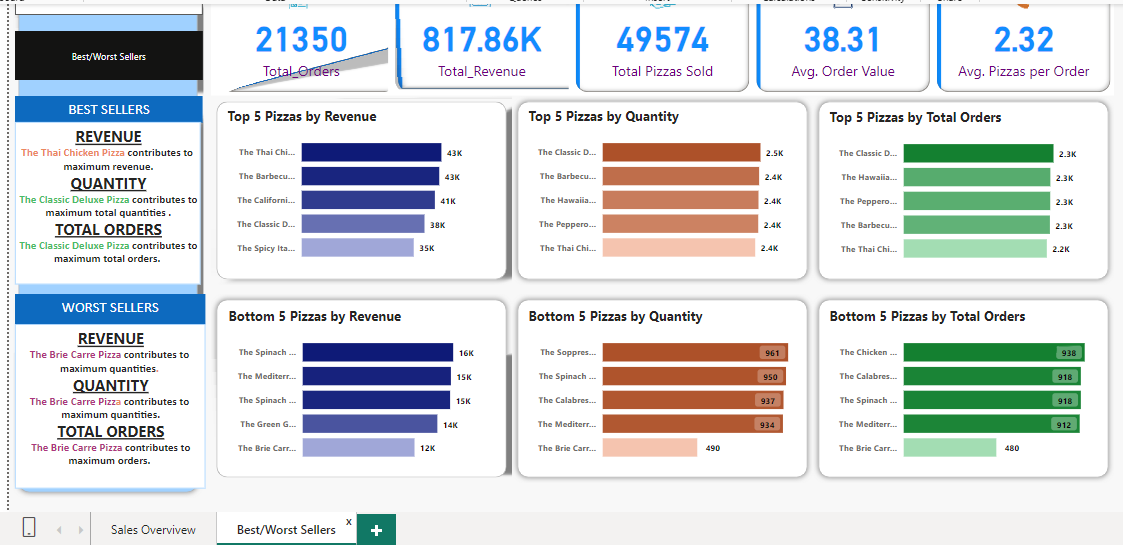 Best/Worst Sellers
21350
Total_Orders
817.86K
Total_Revenue
49574
Total Pizzas Sold
38.31
Avg. Order Value
2.32
Avg. Pizzas per Order
BEST SELLERS
REVENUE
The Thai Chicken Pizza contributes to
maximum revenue.
QUANTITY
The Classic Deluxe Pizza contributes to
maximum total quantities .
TOTAL ORDERS
The Classic Deluxe Pizza contributes to
maximum total orders.
WORST SELLERS
REVENUE
The Brie Carre Pizza contributes to
maximum quantities.
QUANTITY
The Brie Carre Pizza contributes to
maximum quantities.
TOTAL ORDERS
The Brie Carre Pizza contributes to
maximum orders.
Top 5 Pizzas by Revenue
The Thai Chi... 43K
The Barbecu... 43K
The Californi... 41K
The Classic D... 38K
The Spicy Ita... 35K
Top 5 Pizzas by Quantity
The Classic D... 2.5K
The Barbecu... 2.4K
The Hawaiia... 2.4K
The Peppero... 2.4K
The Thai Chi... 2.4K
Top 5 Pizzas by Total Orders
The Classic D... 2.3K
The Hawaiia... 2.3K
The Peppero... 2.3K
The Barbecu... 2.3K
The Thai Chi... 2.2K
Bottom 5 Pizzas by Revenue
The Spinach ... 16K
The Mediterr... 15K
The Spinach ... 15K
The Green G... 14K
The Brie Carr... 12K
Bottom 5 Pizzas by Quantity
The Soppres... 961
The Spinach ... 950
The Calabres... 937
The Mediterr... 934
The Brie Carr... 490
Bottom 5 Pizzas by Total Orders
The Chicken ... 938
The Calabres... 918
The Spinach ... 918
The Mediterr... 912
The Brie Carr... 480
Sales Overview
Best/Worst Sellers
x
+